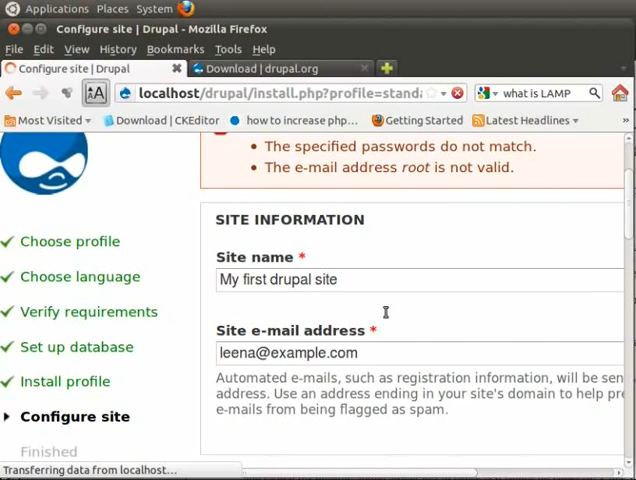 Applications Places System
Configure site | Drupal - Mozilla Firefox
File Edit View History Bookmarks Tools Help
Configure site | Drupal Download | drupal.org
localhost/drupal/install.php?profile=standa what is LAMP
Most Visited Download | CKEditor how to increase php... Getting Started Latest Headlines »
The specified passwords do not match.
The e-mail address root is not valid.
SITE INFORMATION
Site name *
My first drupal site
Site e-mail address *
leena@example.com
Automated e-mails, such as registration information, will be sen
address. Use an address ending in your site's domain to help pre
e-mails from being flagged as spam.
Choose profile
Choose language
Verify requirements
Set up database
Install profile
Configure site
Finished
Transferring data from localhost...